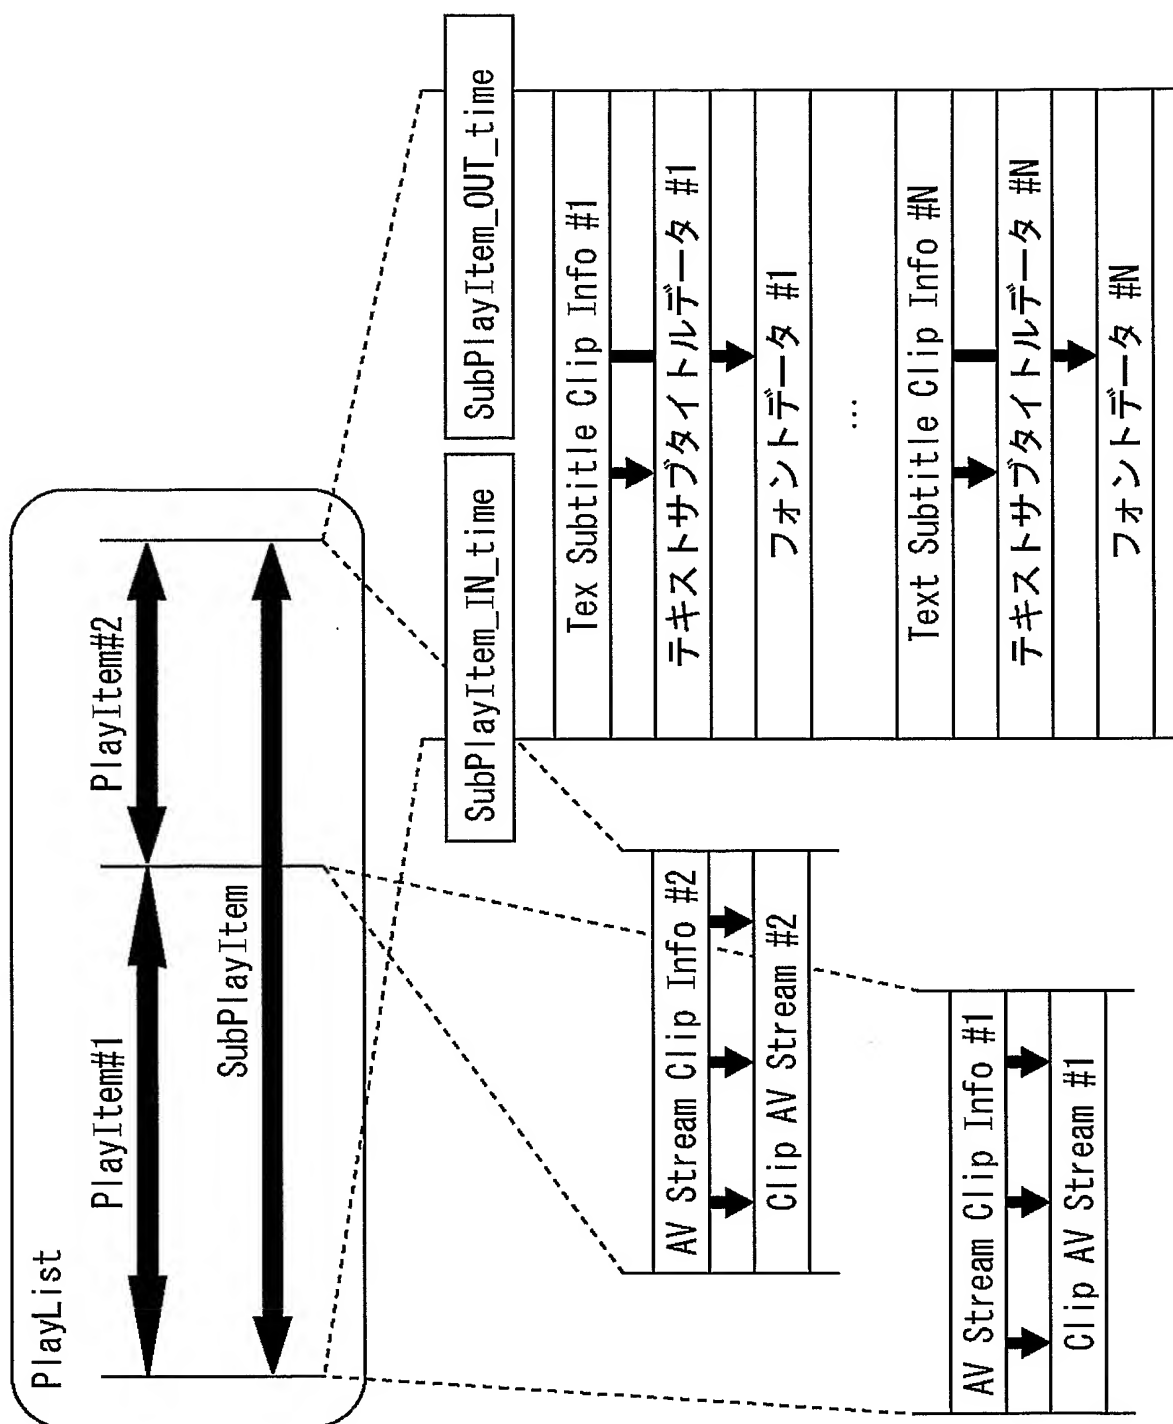 PlayList
PlayItem#1
PlayItem#2
SubPlayItem
SubPlayItem_IN_time
SubPlayItem_OUT_time
Tex Subtitle Clip Info #1
テキストサブタイトルデータ #1
フォントデータ #1
...
Text Subtitle Clip Info #N
テキストサブタイトルデータ #N
フォントデータ #N
AV Stream Clip Info #2
Clip AV Stream #2
AV Stream Clip Info #1
Clip AV Stream #1